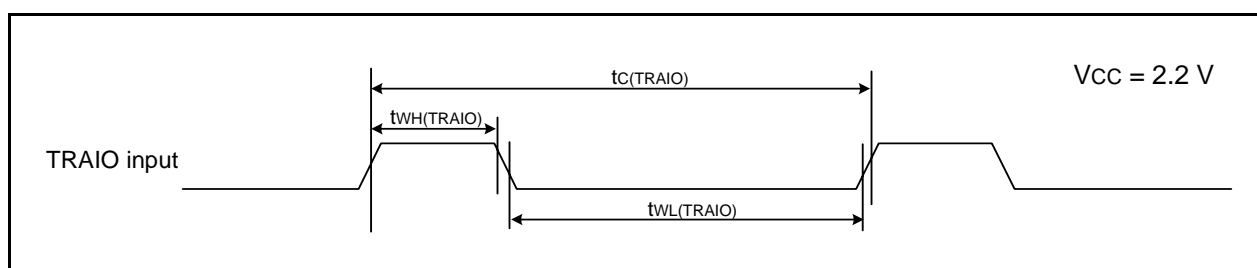 tC(TRAIO)
VCC = 2.2 V
tWH(TRAIO)
TRAIO input
tWL(TRAIO)